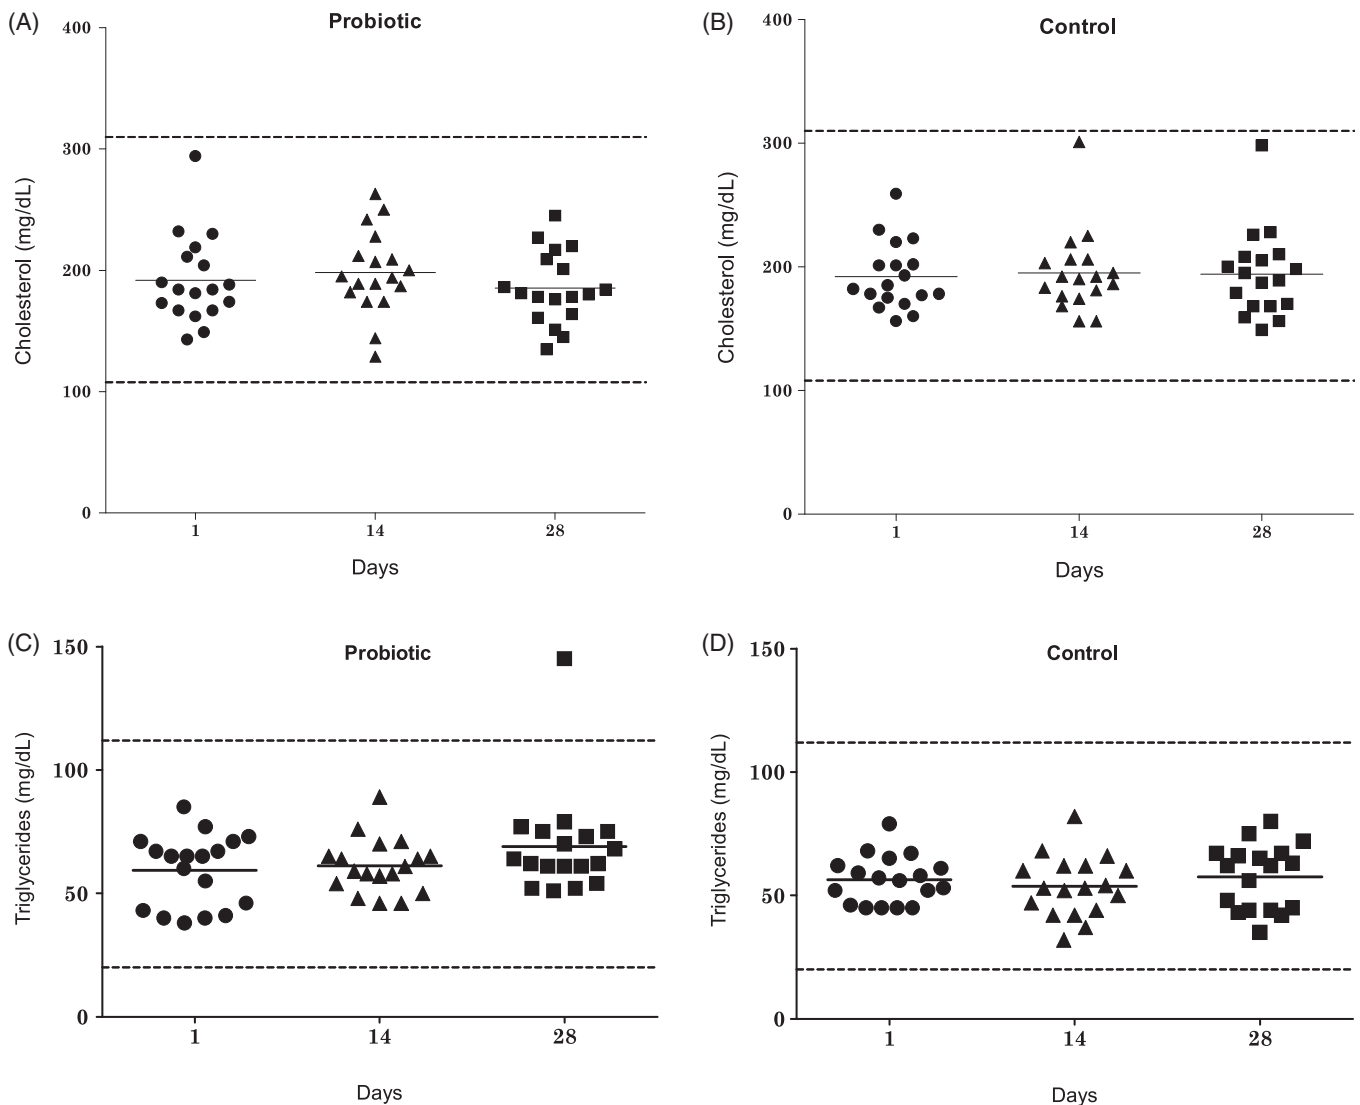 (A)
Probiotic
400
300
200
100
0
Cholesterol (mg/dL)
1 14 28
Days
(B)
Control
400
300
200
100
0
Cholesterol (mg/dL)
1 14 28
Days
(C)
Probiotic
150
100
50
0
Triglycerides (mg/dL)
1 14 28
Days
(D)
Control
150
100
50
0
Triglycerides (mg/dL)
1 14 28
Days